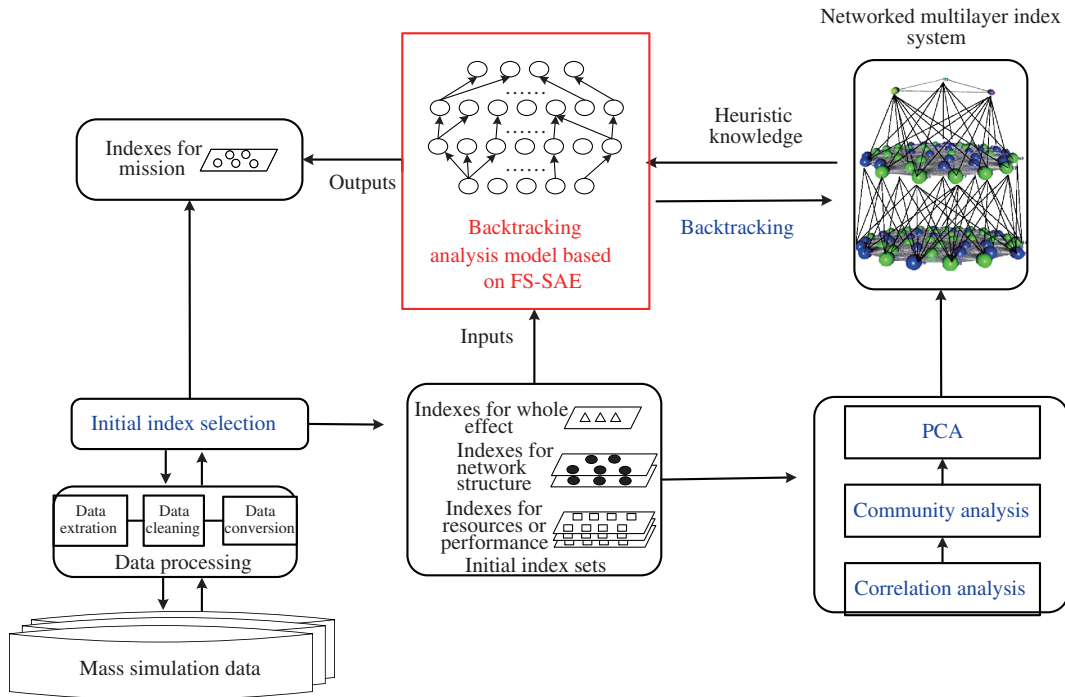 Networked multilayer index
system
Heuristic
knowledge
Indexes for
mission
Outputs
Backtracking
analysis model based
on FS-SAE
Backtracking
Inputs
Initial index selection
Indexes for whole
effect
Indexes for
network
structure
Indexes for
resources or
performance
Initial index sets
PCA
Community analysis
Correlation analysis
Data
extration
Data
cleaning
Data
conversion
Data processing
Mass simulation data